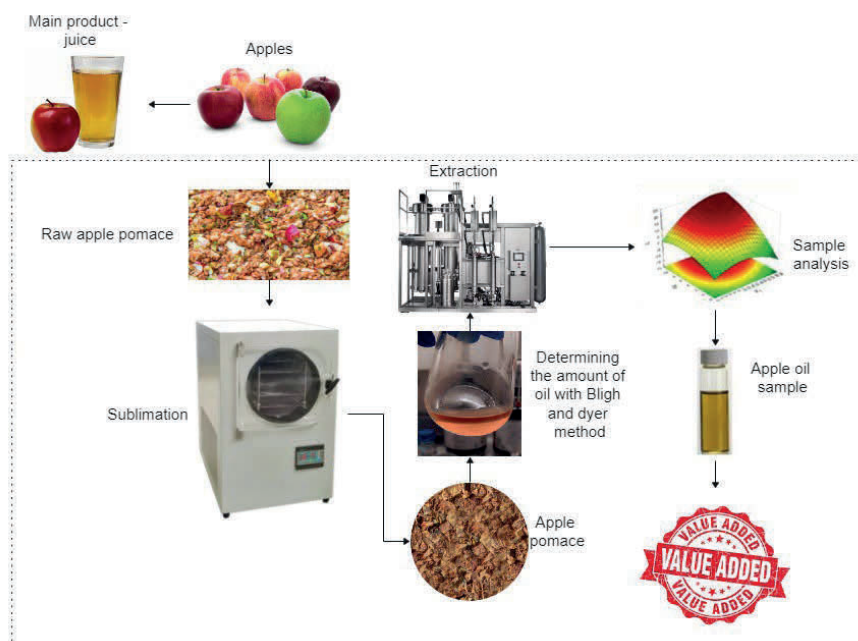 Main product -
juice
Apples
Raw apple pomace
Sublimation
Extraction
Determining
the amount of
oil with Bligh
and dyer
method
Apple
pomace
Sample
analysis
Apple oil
sample
VALUE ADDED
VALUE ADDED
VALUE ADDED